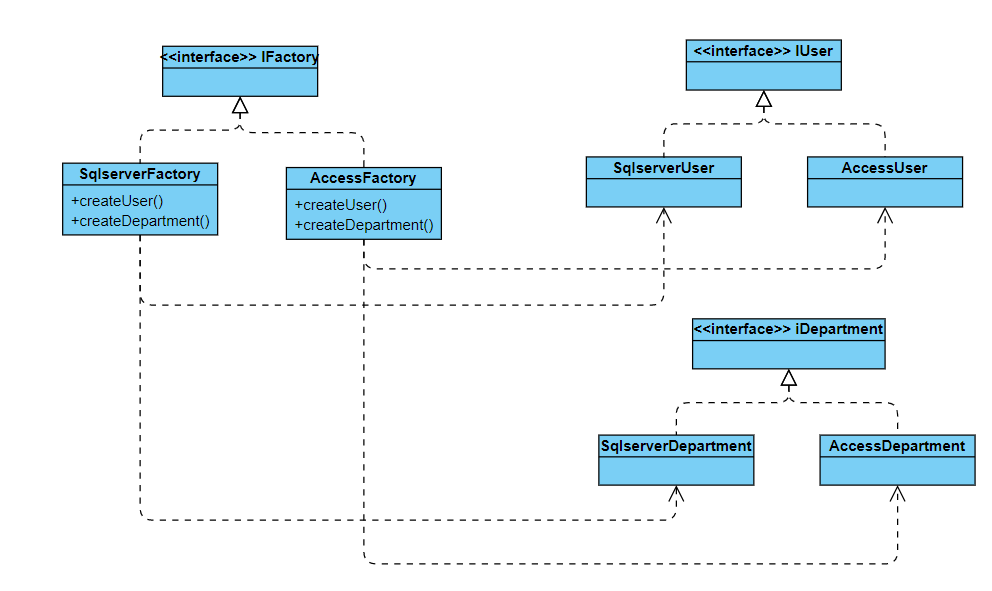 <<interface>> IFactory
<<interface>> IUser
SqlserverFactory
+createUser()
+createDepartment()
AccessFactory
+createUser()
+createDepartment()
SqlserverUser
AccessUser
<<interface>> iDepartment
SqlserverDepartment
AccessDepartment